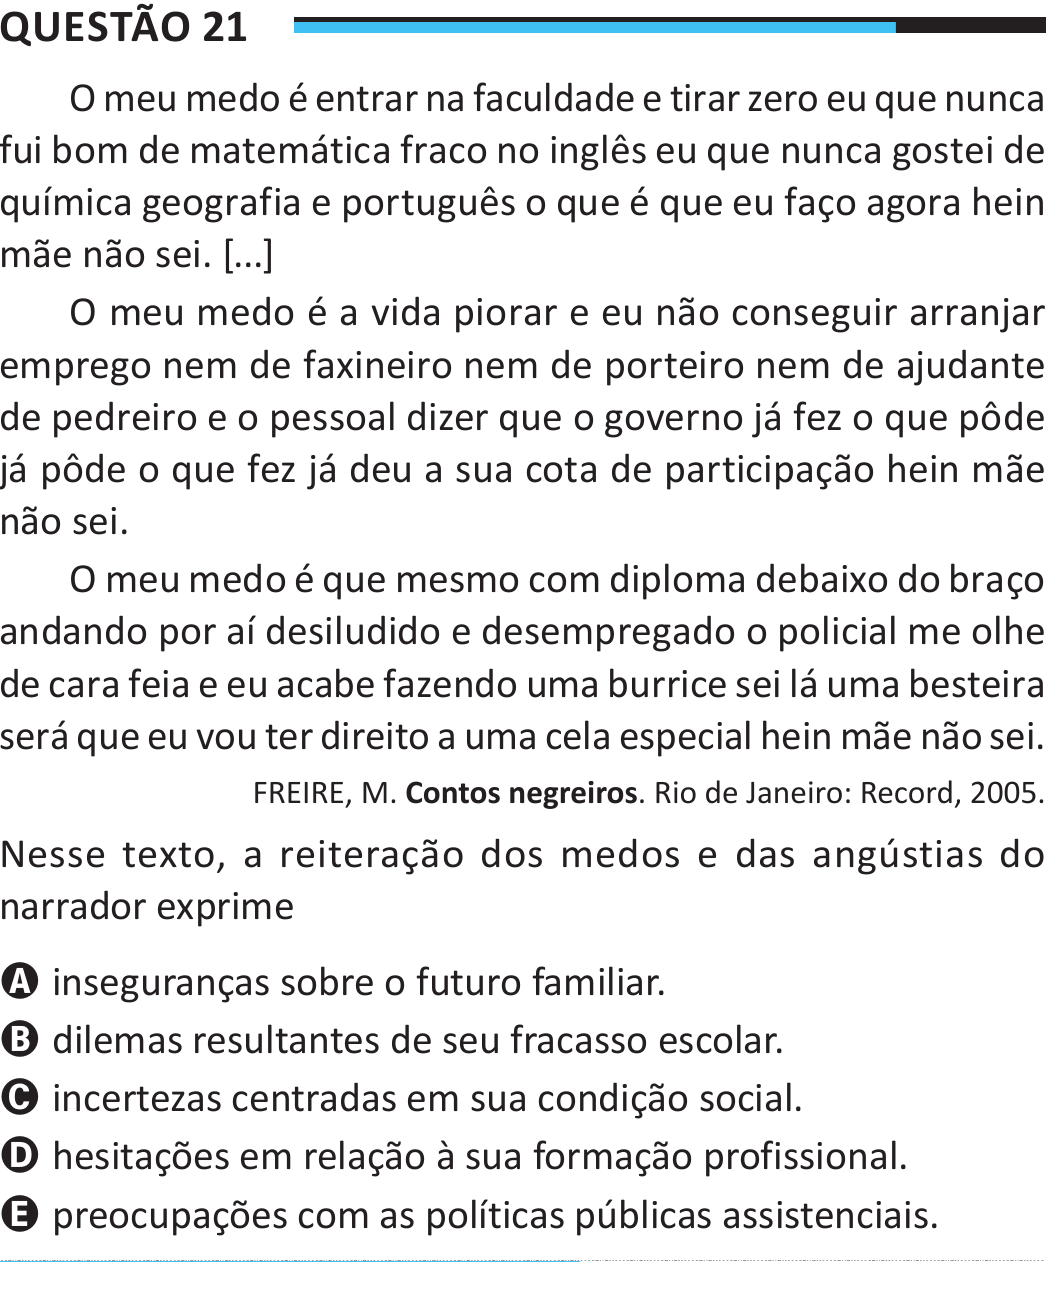 QUESTÃO 21
O meu medo é entrar na faculdade e tirar zero eu que nunca
fui bom de matemática fraco no inglês eu que nunca gostei de
química geografia e português o que é que eu faço agora hein
mãe não sei. [...]
O meu medo é a vida piorar e eu não conseguir arranjar
emprego nem de faxineiro nem de porteiro nem de ajudante
de pedreiro e o pessoal dizer que o governo já fez o que pôde
já pôde o que fez já deu a sua cota de participação hein mãe
não sei.
O meu medo é que mesmo com diploma debaixo do braço
andando por aí desiludido e desempregado o policial me olhe
de cara feia e eu acabe fazendo uma burrice sei lá uma besteira
será que eu vou ter direito a uma cela especial hein mãe não sei.
FREIRE, M. Contos negreiros. Rio de Janeiro: Record, 2005.
Nesse texto, a reiteração dos medos e das angústias do
narrador exprime
A inseguranças sobre o futuro familiar.
B dilemas resultantes de seu fracasso escolar.
C incertezas centradas em sua condição social.
D hesitações em relação à sua formação profissional.
E preocupações com as políticas públicas assistenciais.